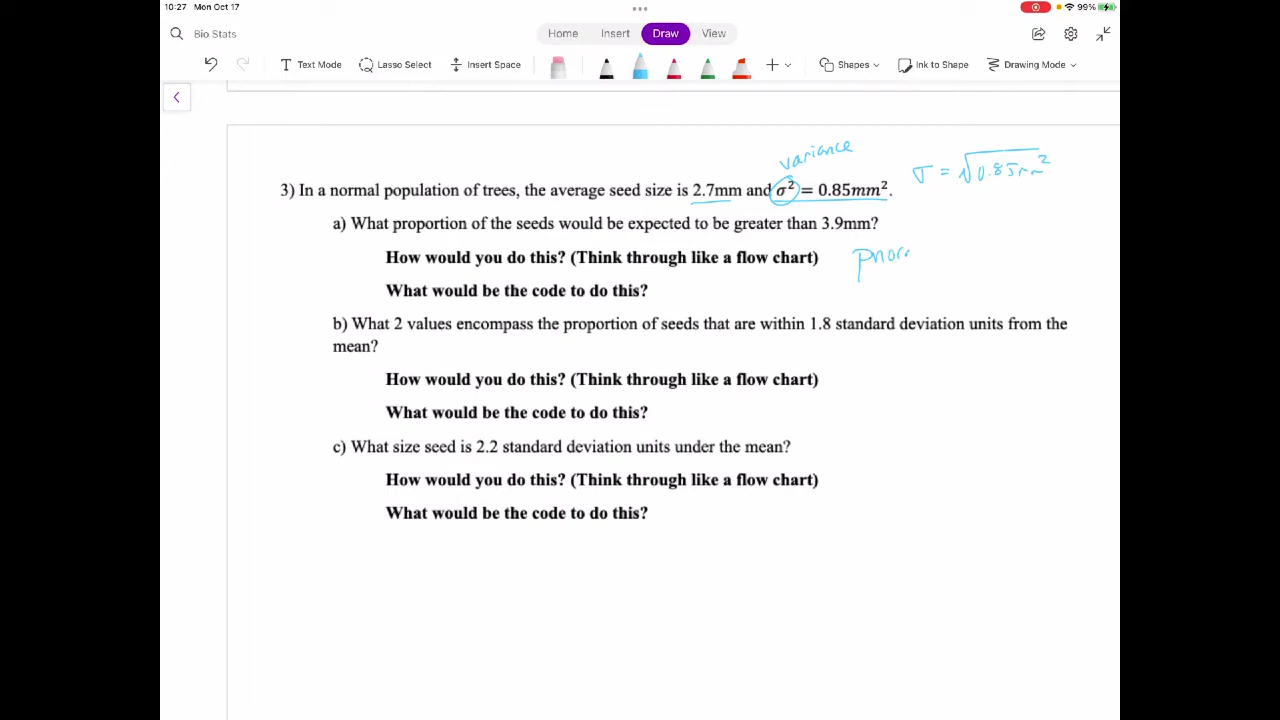 10:27 Mon Oct 17
99%
Bio Stats
Home Insert Draw View
Text Mode Lasso Select Insert Space Shapes Ink to Shape Drawing Mode
variance
σ = √0.85mm²
3) In a normal population of trees, the average seed size is 2.7mm and σ² = 0.85mm².
a) What proportion of the seeds would be expected to be greater than 3.9mm?
How would you do this? (Think through like a flow chart) pnor
What would be the code to do this?
b) What 2 values encompass the proportion of seeds that are within 1.8 standard deviation units from the
mean?
How would you do this? (Think through like a flow chart)
What would be the code to do this?
c) What size seed is 2.2 standard deviation units under the mean?
How would you do this? (Think through like a flow chart)
What would be the code to do this?